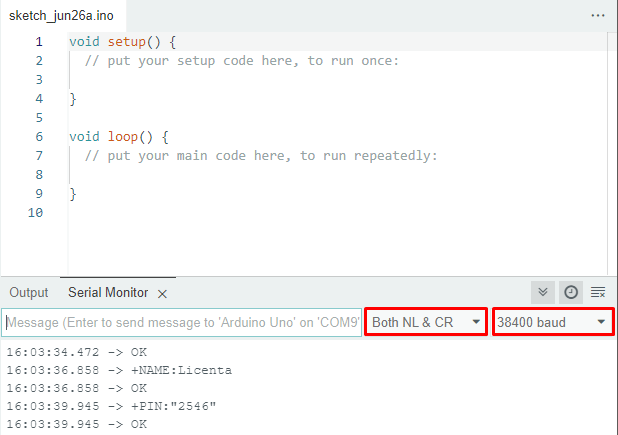 sketch_jun26a.ino
1 void setup() {
2 // put your setup code here, to run once:
3
4 }
5
6 void loop() {
7 // put your main code here, to run repeatedly:
8
9 }
10
Output Serial Monitor
Message (Enter to send message to 'Arduino Uno' on 'COM9' Both NL & CR 38400 baud
16:03:34.472 -> OK
16:03:36.858 -> +NAME:Licenta
16:03:36.858 -> OK
16:03:39.945 -> +PIN:"2546"
16:03:39.945 -> OK